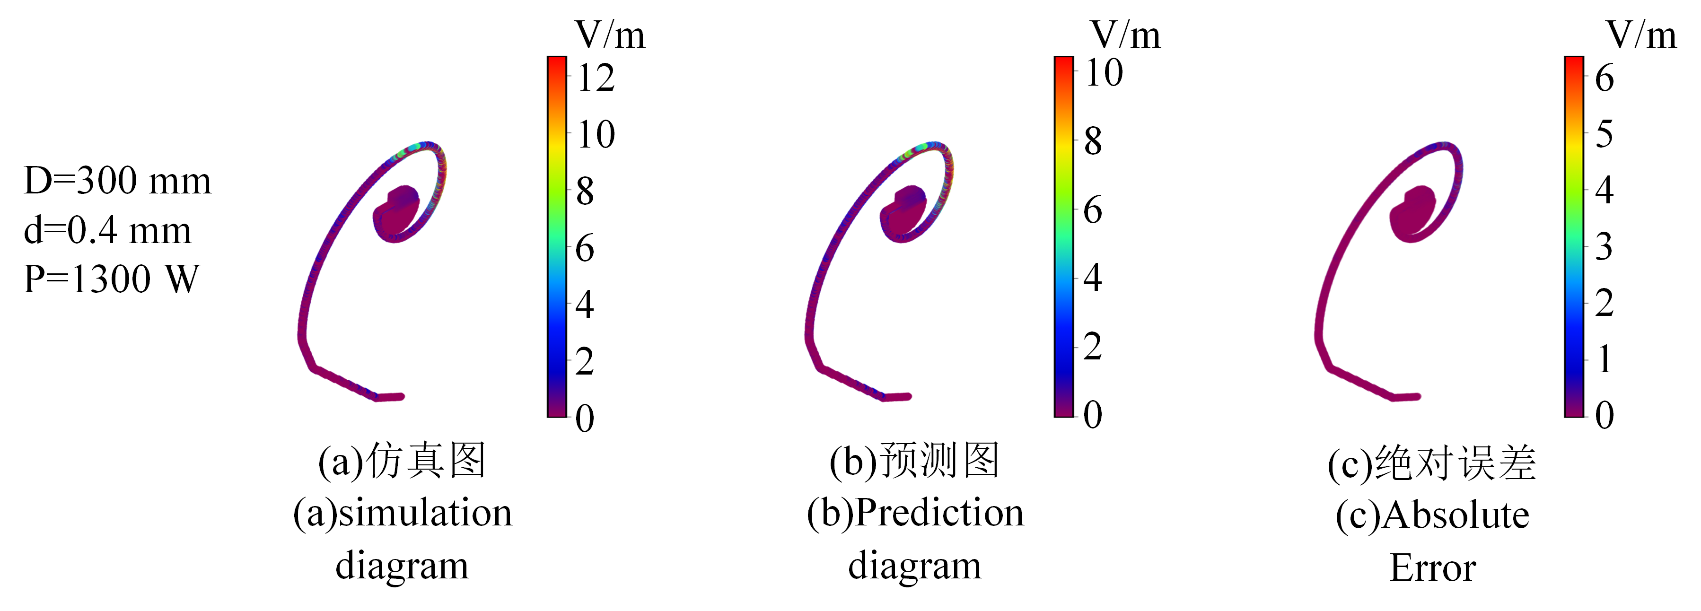 D=300 mm
d=0.4 mm
P=1300 W
V/m
12
10
8
6
4
2
0
(a)仿真图
(a)simulation
diagram
V/m
10
8
6
4
2
0
(b)预测图
(b)Prediction
diagram
V/m
6
5
4
3
2
1
0
(c)绝对误差
(c)Absolute
Error